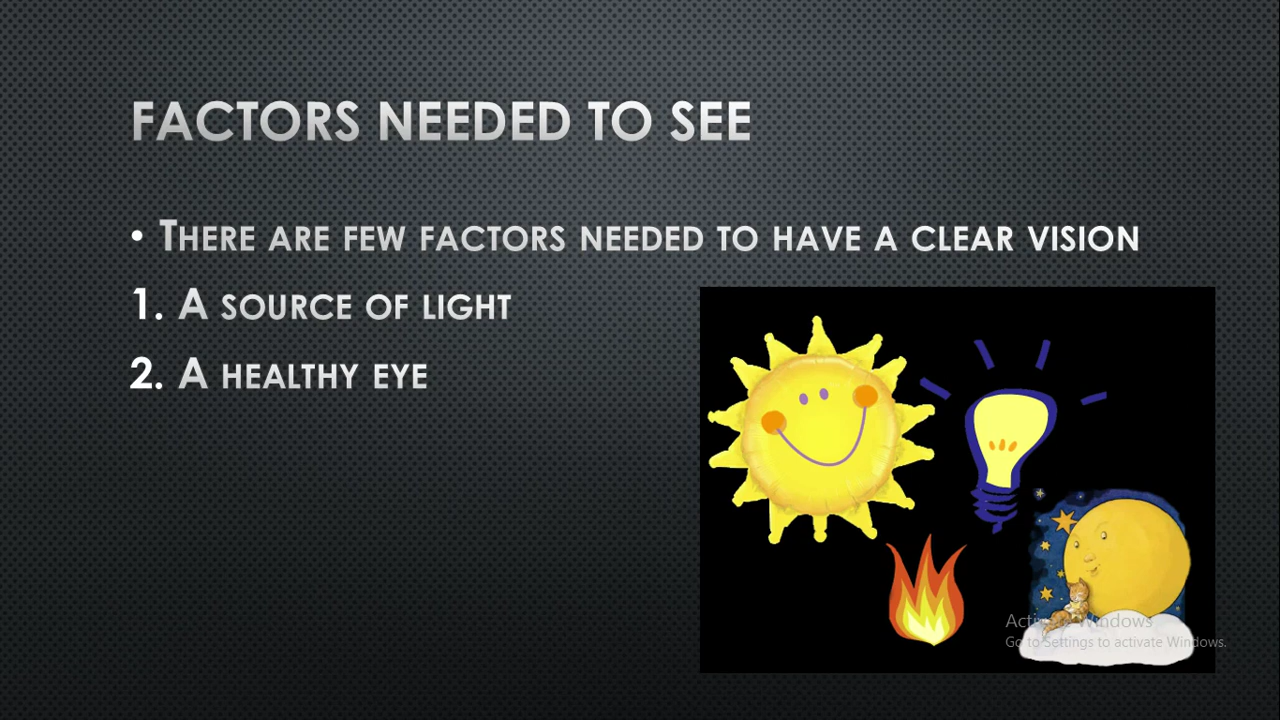 FACTORS NEEDED TO SEE
• THERE ARE FEW FACTORS NEEDED TO HAVE A CLEAR VISION
1. A SOURCE OF LIGHT
2. A HEALTHY EYE
Activate Windows
Go to Settings to activate Windows.